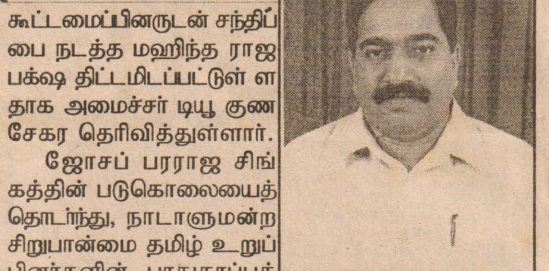 கூட்டமைப்பினருடன் சந்திப்
பை நடத்த மஹிந்த ராஜ
பக்ஷ திட்டமிடப்பட்டுள் ள
தாக அமைச்சர் டியூ குண
சேகர தெரிவித்துள்ளார்.
ஜோசப் பரராஜ சிங்
கத்தின் படுகொலையைத்
தொடர்ந்து, நாடாளுமன்ற
சிறுபான்மை தமிழ் உறுப்